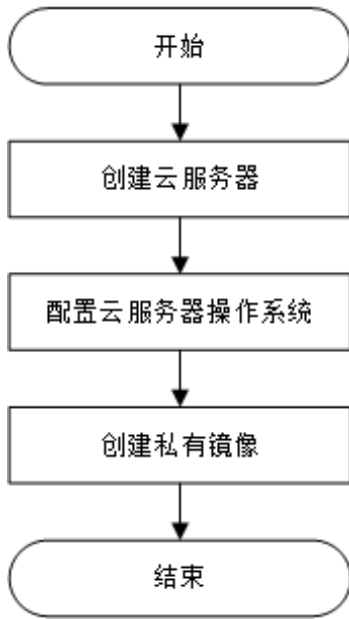 开始
创建云服务器
配置云服务器操作系统
创建私有镜像
结束